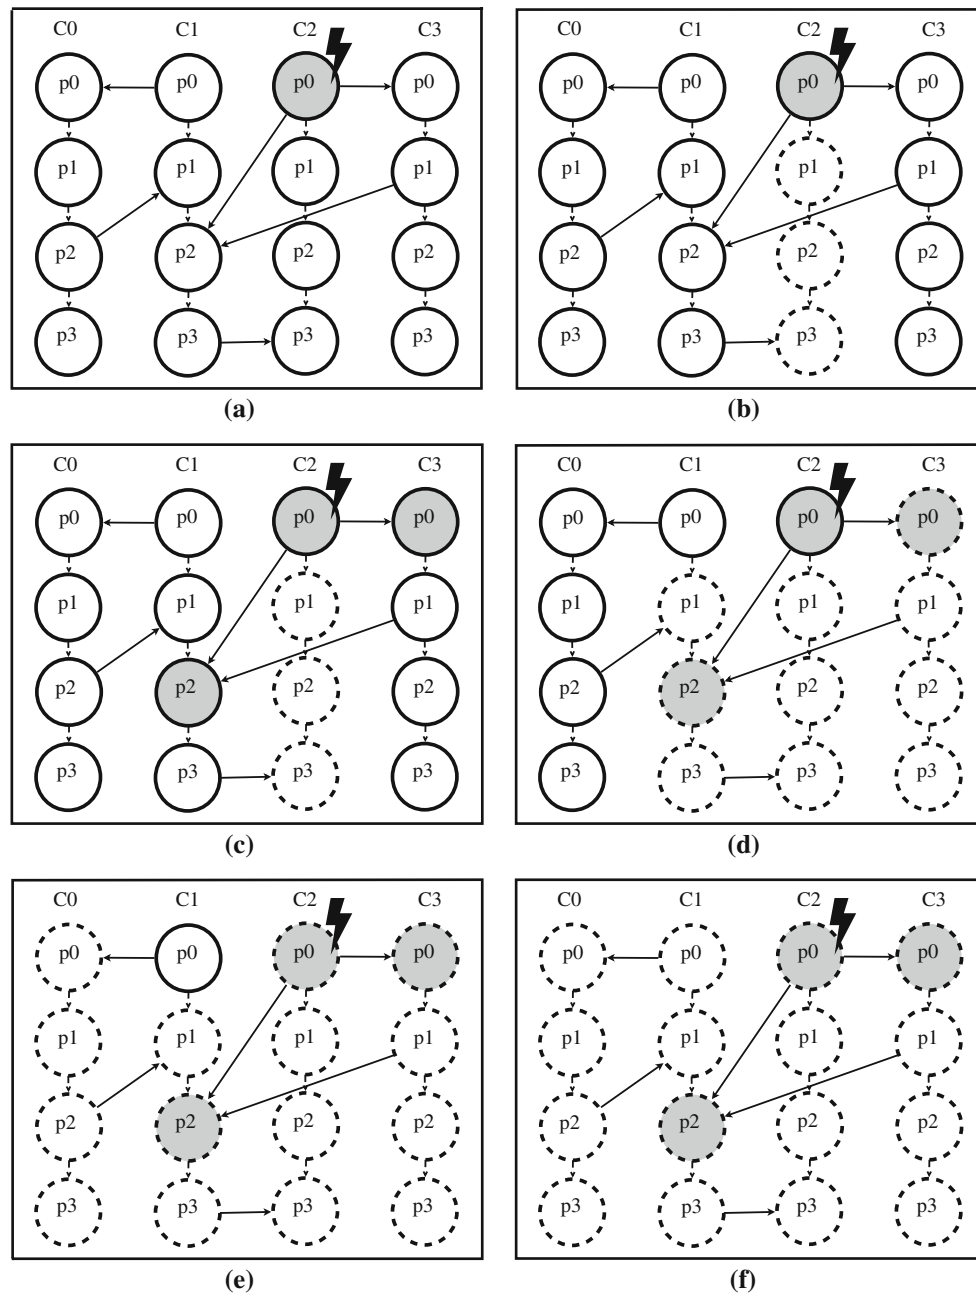 C0 C1 C2 C3 C0 C1 C2 C3
p0 p0 p0 p0 p0 p0 p0 p0
p1 p1 p1 p1 p1 p1 p1 p1
p2 p2 p2 p2 p2 p2 p2 p2
p3 p3 p3 p3 p3 p3 p3 p3
(a) (b)
C0 C1 C2 C3 C0 C1 C2 C3
p0 p0 p0 p0 p0 p0 p0 p0
p1 p1 p1 p1 p1 p1 p1 p1
p2 p2 p2 p2 p2 p2 p2 p2
p3 p3 p3 p3 p3 p3 p3 p3
(c) (d)
C0 C1 C2 C3 C0 C1 C2 C3
p0 p0 p0 p0 p0 p0 p0 p0
p1 p1 p1 p1 p1 p1 p1 p1
p2 p2 p2 p2 p2 p2 p2 p2
p3 p3 p3 p3 p3 p3 p3 p3
(e) (f)